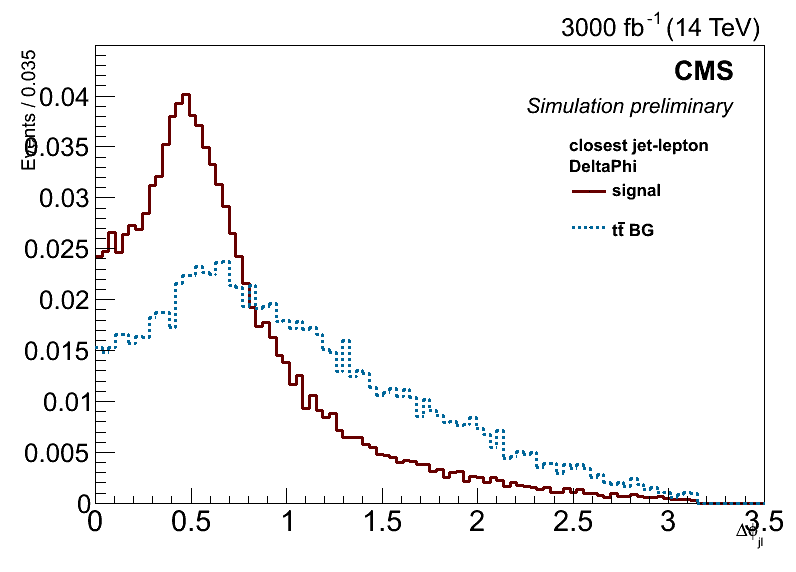 3000 fb⁻¹ (14 TeV)
Events / 0.035
CMS
Simulation preliminary
closest jet-lepton
DeltaPhi
signal
tt̄ BG
0.04
0.035
0.03
0.025
0.02
0.015
0.01
0.005
0
0 0.5 1 1.5 2 2.5 3 3.5
Δϕjl